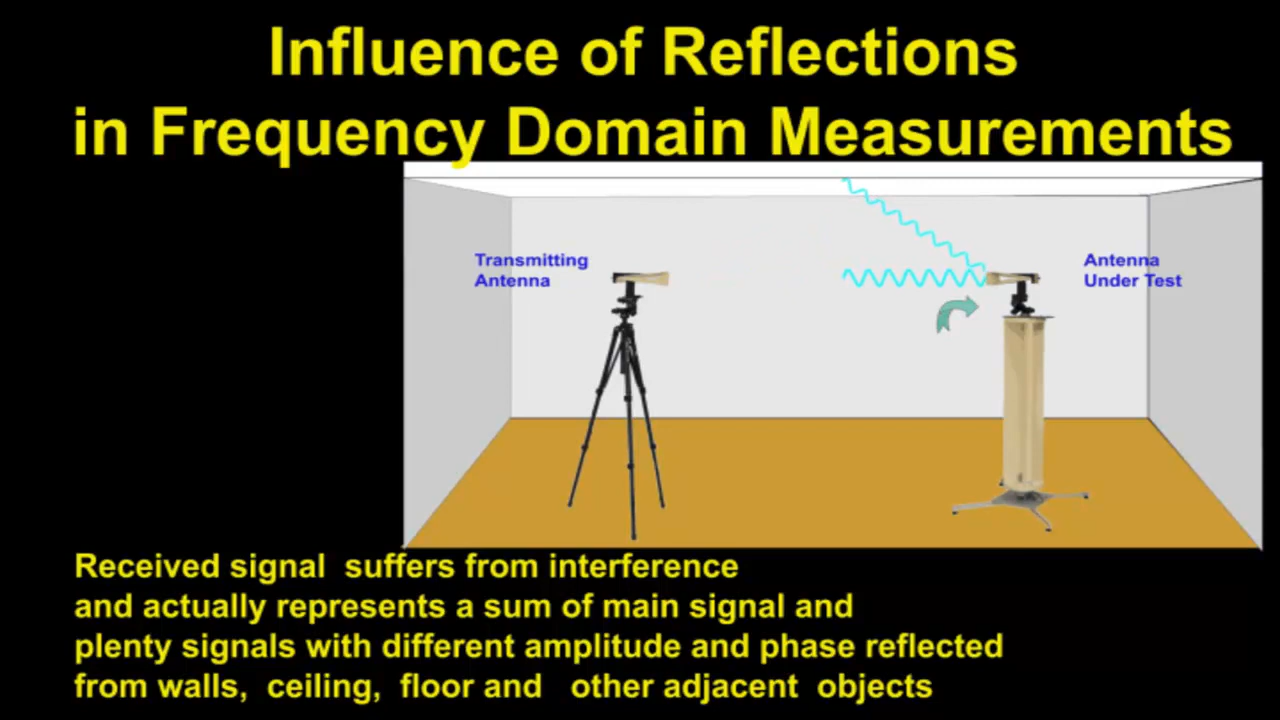 Influence of Reflections
in Frequency Domain Measurements
Transmitting
Antenna
Antenna
Under Test
Received signal suffers from interference
and actually represents a sum of main signal and
plenty signals with different amplitude and phase reflected
from walls, ceiling, floor and other adjacent objects